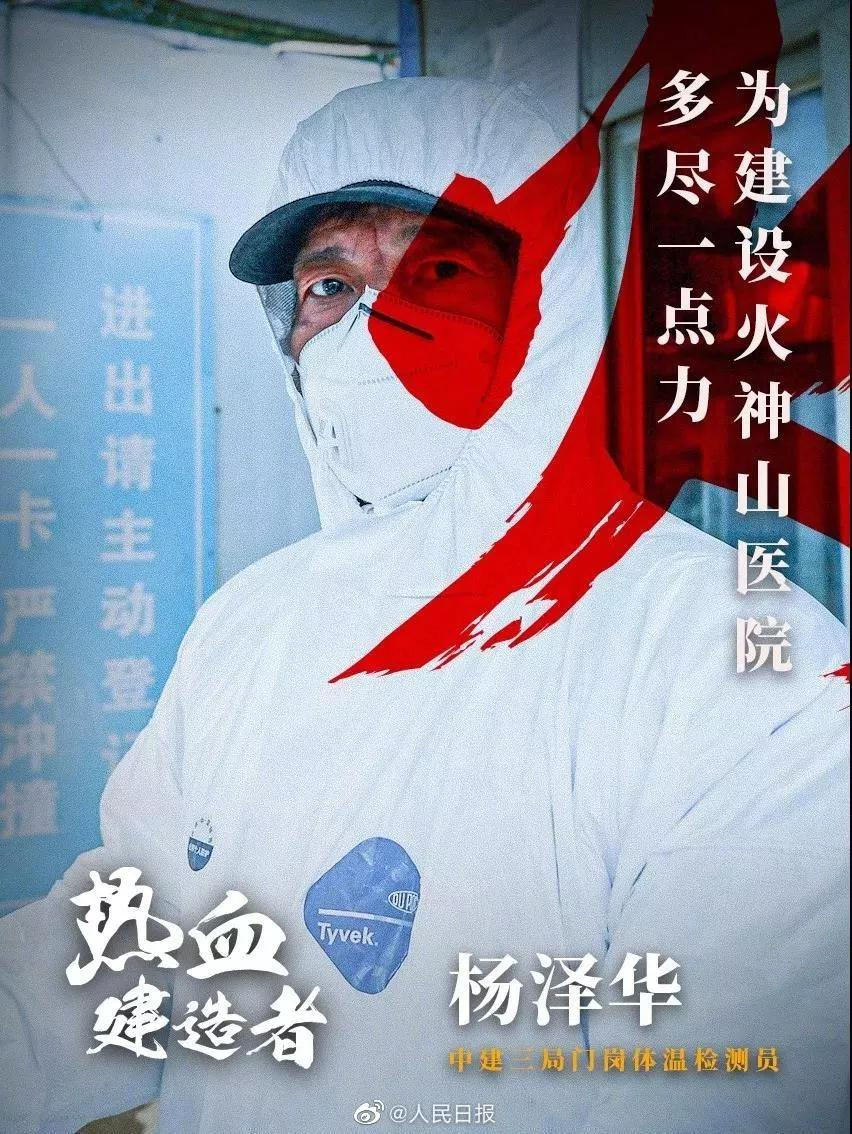 为建设火神山医院
多尽一点力
进出请主动登记
一人一卡 严禁冲撞
Tyvek.
热血
建造者
杨泽华
中建三局门岗体温检测员
@人民日报